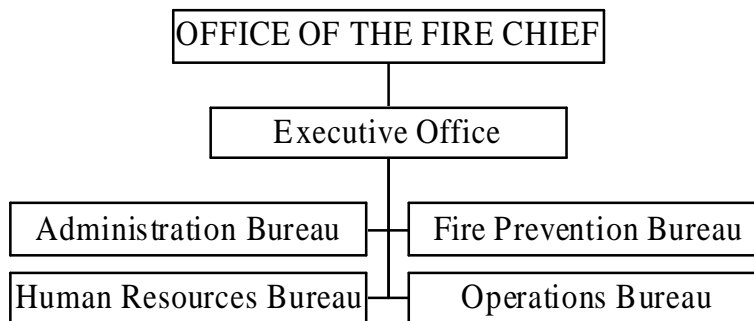 OFFICE OF THE FIRE CHIEF
Executive Office
Administration Bureau
Fire Prevention Bureau
Human Resources Bureau
Operations Bureau